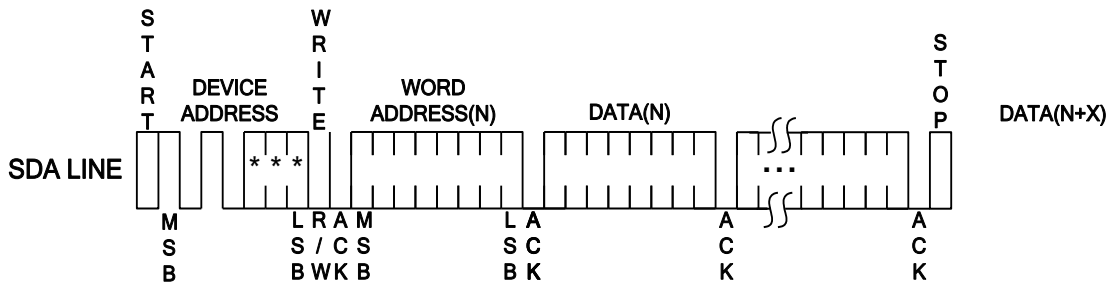 START
WRITE
STOP
DEVICE
ADDRESS
WORD
ADDRESS(N)
DATA(N)
DATA(N+X)
SDA LINE
* * *
...
MSB
LSB
R/W
ACK
MSB
LSB
ACK
ACK
ACK